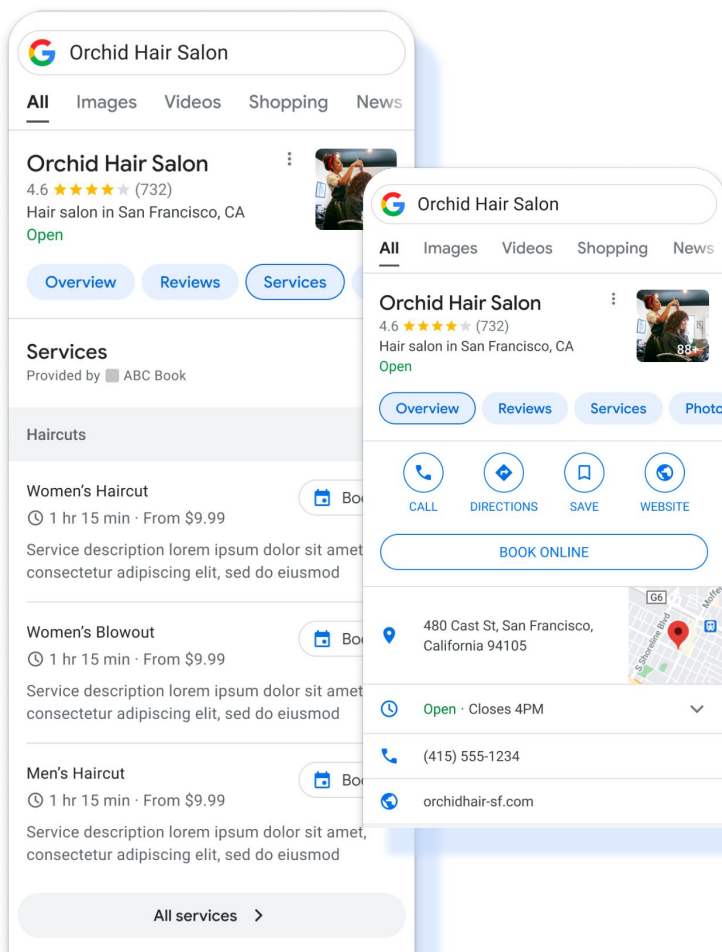 Orchid Hair Salon
All Images Videos Shopping News
Orchid Hair Salon
4.6 (732)
Hair salon in San Francisco, CA
Open
Overview Reviews Services
Services
Provided by ABC Book
Haircuts
Women's Haircut
1 hr 15 min · From $9.99
Service description lorem ipsum dolor sit amet
consectetur adipiscing elit, sed do eiusmod
Women's Blowout
1 hr 15 min · From $9.99
Service description lorem ipsum dolor sit amet
consectetur adipiscing elit, sed do eiusmod
Men's Haircut
1 hr 15 min · From $9.99
Service description lorem ipsum dolor sit amet,
consectetur adipiscing elit, sed do eiusmod
All services
Orchid Hair Salon
All Images Videos Shopping News
Orchid Hair Salon
4.6 (732)
Hair salon in San Francisco, CA
Open
88+
Overview Reviews Services Photo
CALL DIRECTIONS SAVE WEBSITE
BOOK ONLINE
480 Cast St, San Francisco,
California 94105
G6
S Shoreline Blvd
Open · Closes 4PM
(415) 555-1234
orchidhair-sf.com